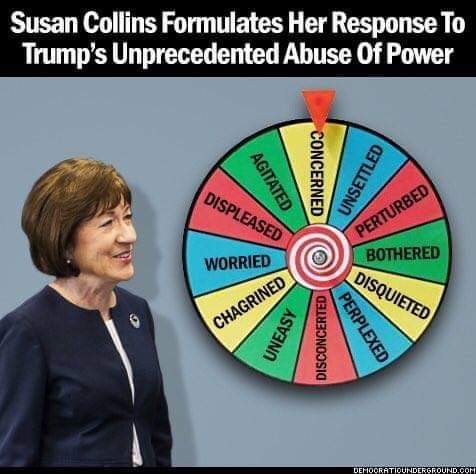 Susan Collins Formulates Her Response To
Trump's Unprecedented Abuse Of Power
CONCERNED
UNSETTLED
PERTURBED
BOTHERED
DISQUIETED
PERPLEXED
DISCONCERTED
UNEASY
CHAGRINED
WORRIED
DISPLEASED
AGITATED
DEMOCRATICUNDERGROUND.COM